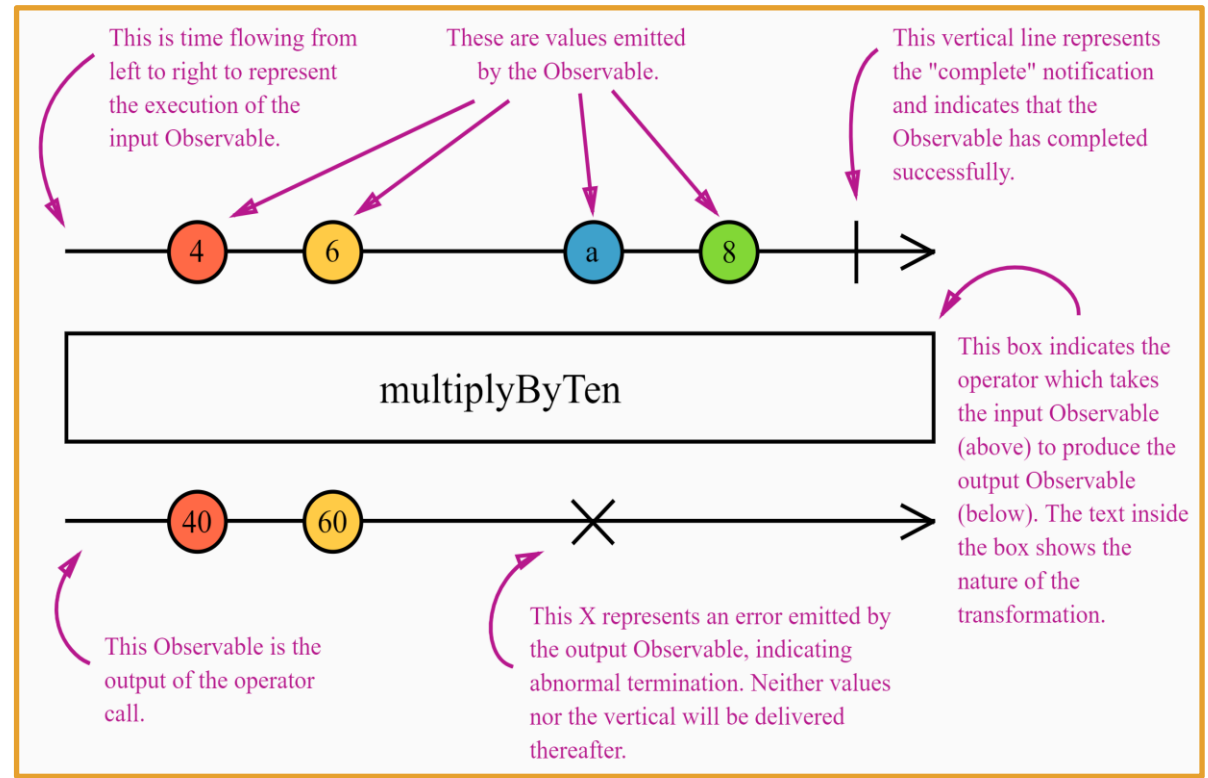 This is time flowing from
left to right to represent
the execution of the
input Observable.
These are values emitted
by the Observable.
This vertical line represents
the "complete" notification
and indicates that the
Observable has completed
successfully.
4
6
a
8
multiplyByTen
This box indicates the
operator which takes
the input Observable
(above) to produce the
output Observable
(below). The text inside
the box shows the
nature of the
transformation.
40
60
This Observable is the
output of the operator
call.
This X represents an error emitted by
the output Observable, indicating
abnormal termination. Neither values
nor the vertical will be delivered
thereafter.